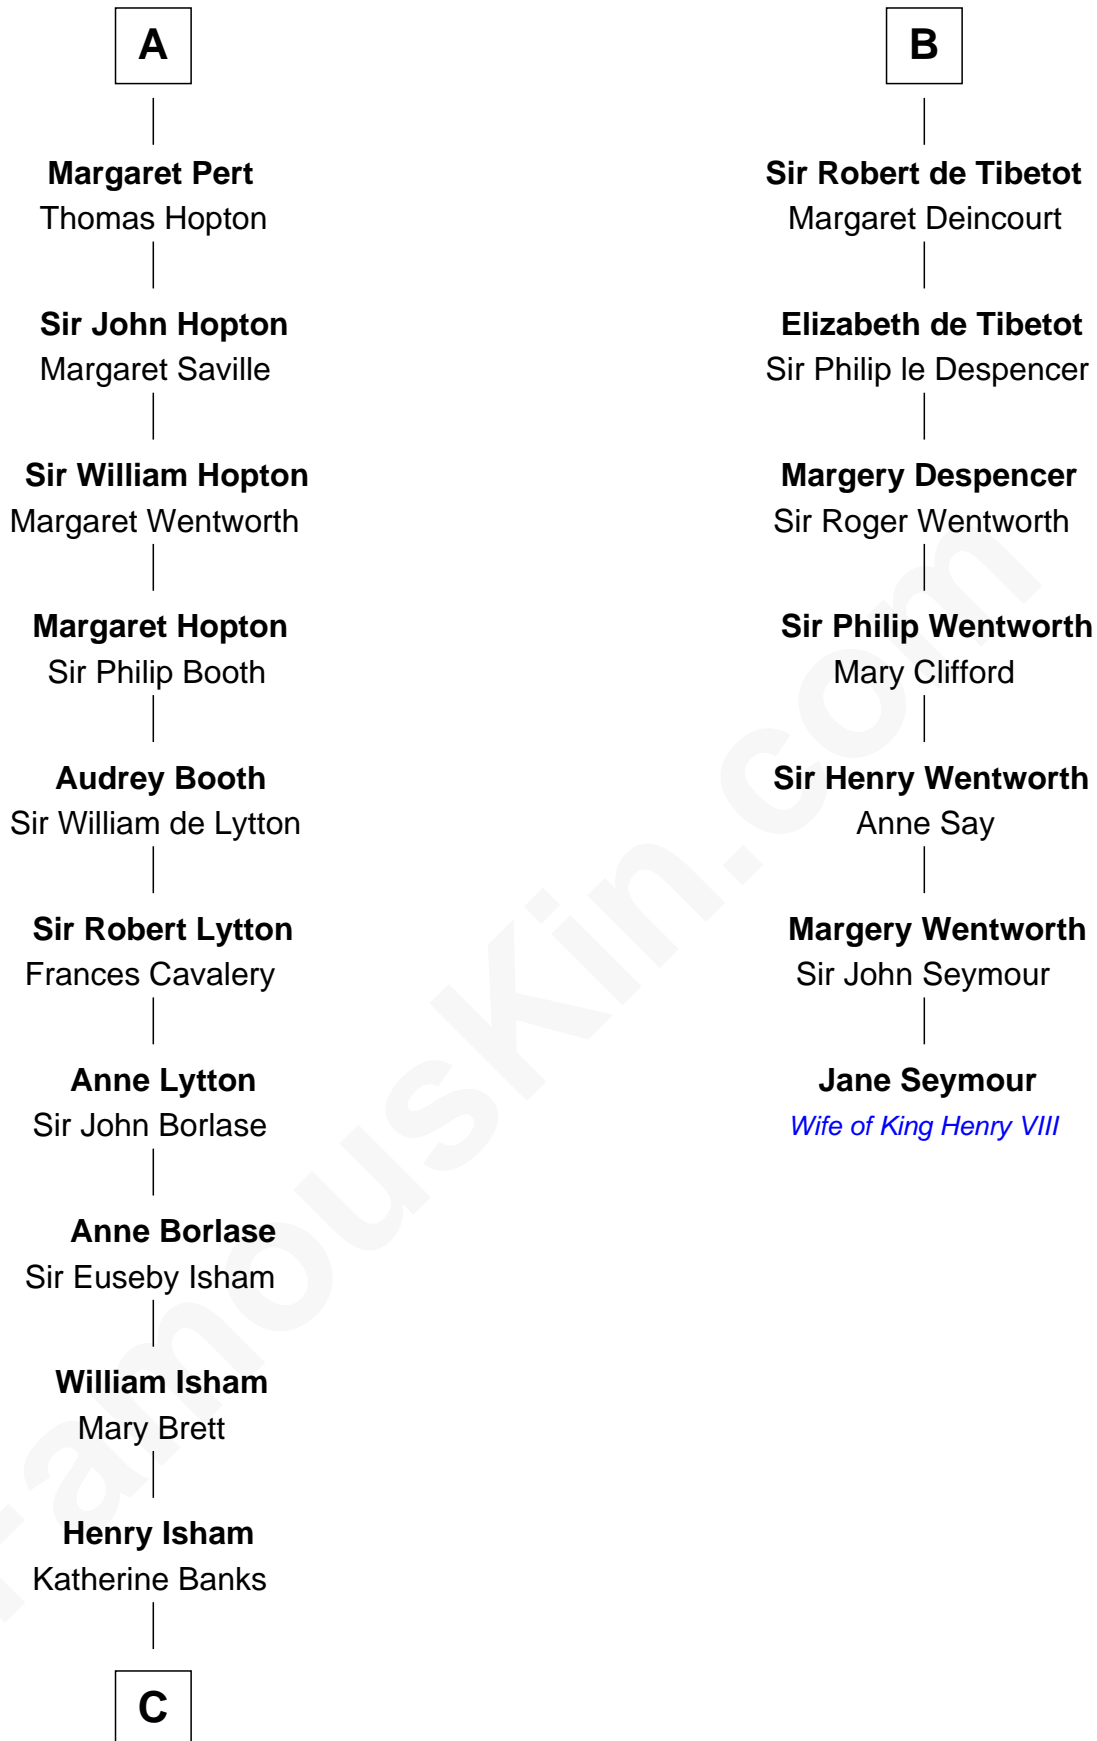 A
Margaret Pert
Thomas Hopton
Sir John Hopton
Margaret Saville
Sir William Hopton
Margaret Wentworth
Margaret Hopton
Sir Philip Booth
Audrey Booth
Sir William de Lytton
Sir Robert Lytton
Frances Cavalery
Anne Lytton
Sir John Borlase
Anne Borlase
Sir Euseby Isham
William Isham
Mary Brett
Henry Isham
Katherine Banks
C
B
Sir Robert de Tibetot
Margaret Deincourt
Elizabeth de Tibetot
Sir Philip le Despencer
Margery Despencer
Sir Roger Wentworth
Sir Philip Wentworth
Mary Clifford
Sir Henry Wentworth
Anne Say
Margery Wentworth
Sir John Seymour
Jane Seymour
Wife of King Henry VIII
FamousKin.com